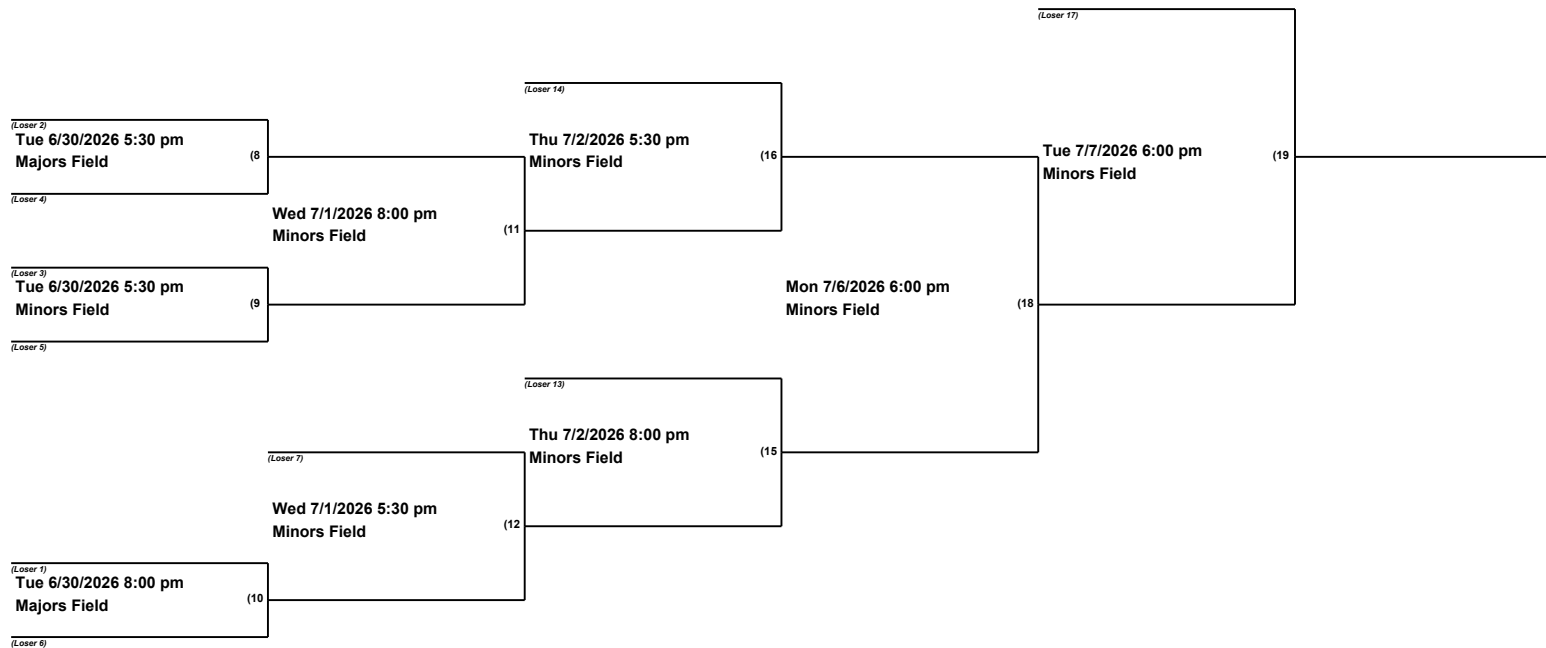 (Loser 17)
(Loser 14)
(Loser 2)
Tue 6/30/2026 5:30 pm
Majors Field
(8
(Loser 4)
Thu 7/2/2026 5:30 pm
Minors Field
(16
Tue 7/7/2026 6:00 pm
Minors Field
(19
Wed 7/1/2026 8:00 pm
Minors Field
(11
(Loser 3)
Tue 6/30/2026 5:30 pm
Minors Field
(9
(Loser 5)
Mon 7/6/2026 6:00 pm
Minors Field
(18
(Loser 13)
Thu 7/2/2026 8:00 pm
Minors Field
(15
(Loser 7)
Wed 7/1/2026 5:30 pm
Minors Field
(12
(Loser 1)
Tue 6/30/2026 8:00 pm
Majors Field
(10
(Loser 6)